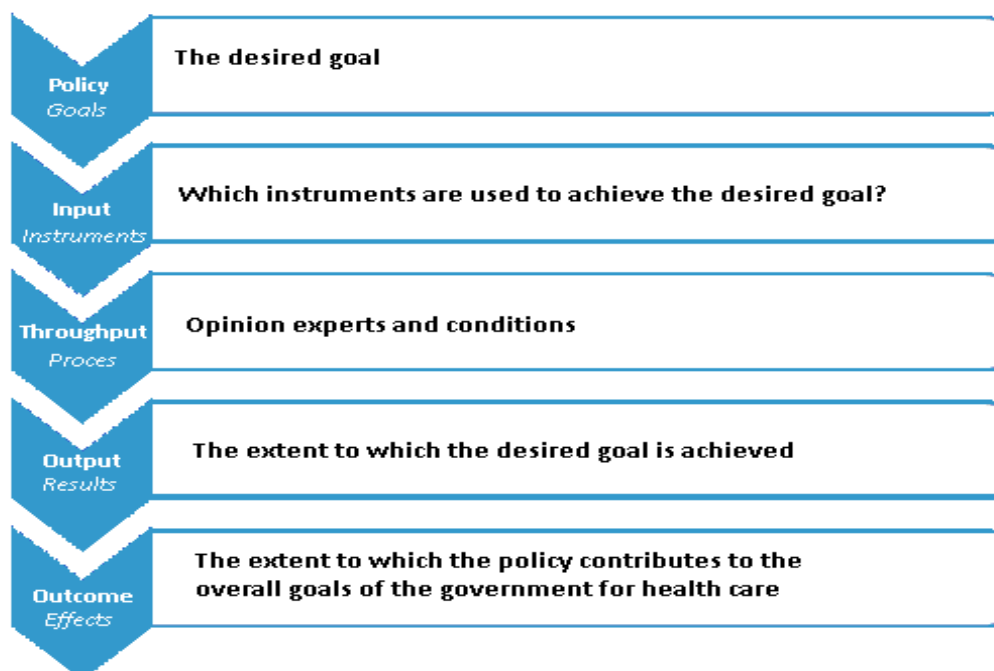 Policy
Goals
The desired goal
Input
Instruments
Which instruments are used to achieve the desired goal?
Throughput
Proces
Opinion experts and conditions
Output
Results
The extent to which the desired goal is achieved
Outcome
Effects
The extent to which the policy contributes to the
overall goals of the government for health care